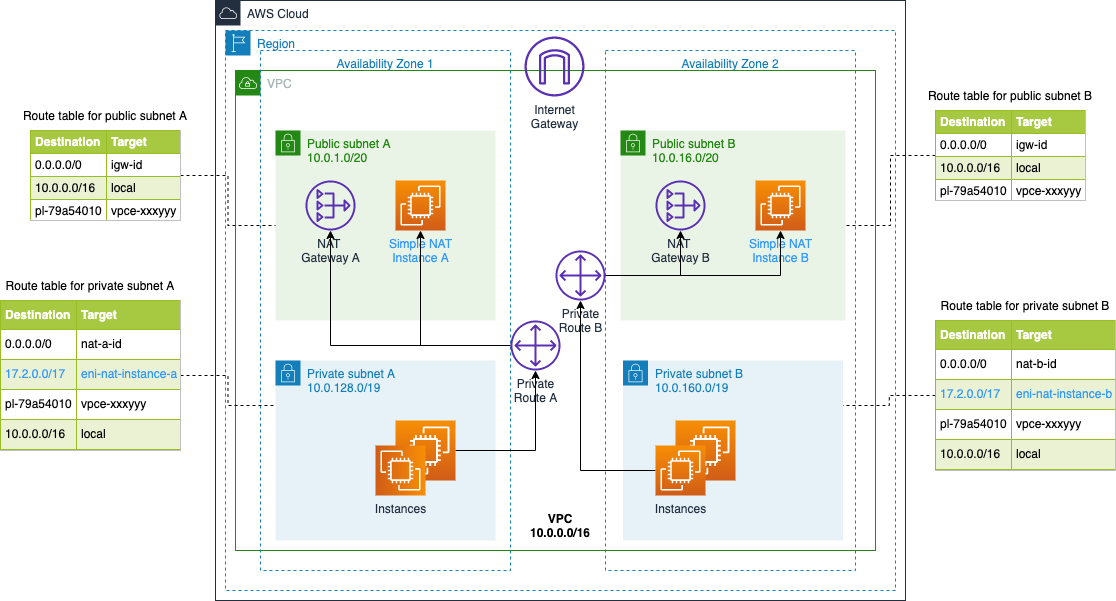 AWS Cloud
Region
Availability Zone 1
Availability Zone 2
VPC
Internet
Gateway
Route table for public subnet A
Destination Target
0.0.0.0/0 igw-id
10.0.0.0/16 local
pl-79a54010 vpce-xxxyyy
Route table for public subnet B
Destination Target
0.0.0.0/0 igw-id
10.0.0.0/16 local
pl-79a54010 vpce-xxxyyy
Public subnet A
10.0.1.0/20
NAT
Gateway A
Simple NAT
Instance A
Public subnet B
10.0.16.0/20
NAT
Gateway B
Simple NAT
Instance B
Private
Route B
Private
Route A
Route table for private subnet A
Destination Target
0.0.0.0/0 nat-a-id
17.2.0.0/17 eni-nat-instance-a
pl-79a54010 vpce-xxxyyy
10.0.0.0/16 local
Route table for private subnet B
Destination Target
0.0.0.0/0 nat-b-id
17.2.0.0/17 eni-nat-instance-b
pl-79a54010 vpce-xxxyyy
10.0.0.0/16 local
Private subnet A
10.0.128.0/19
Instances
Private subnet B
10.0.160.0/19
Instances
VPC
10.0.0.0/16